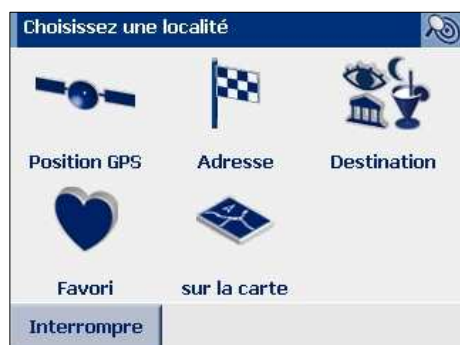 Choisissez une localité
Position GPS Adresse Destination
Favori sur la carte
Interrompre